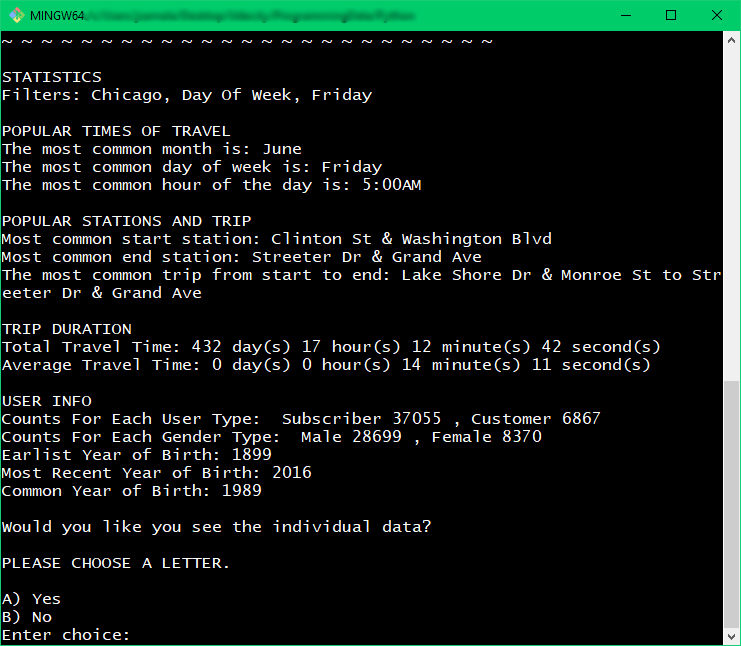 MINGW64
~ ~ ~ ~ ~ ~ ~ ~ ~ ~ ~ ~ ~ ~ ~ ~ ~ ~ ~ ~ ~ ~ ~ ~ ~
STATISTICS
Filters: Chicago, Day Of Week, Friday
POPULAR TIMES OF TRAVEL
The most common month is: June
The most common day of week is: Friday
The most common hour of the day is: 5:00AM
POPULAR STATIONS AND TRIP
Most common start station: Clinton St & Washington Blvd
Most common end station: Streeter Dr & Grand Ave
The most common trip from start to end: Lake Shore Dr & Monroe St to Str
eeter Dr & Grand Ave
TRIP DURATION
Total Travel Time: 432 day(s) 17 hour(s) 12 minute(s) 42 second(s)
Average Travel Time: 0 day(s) 0 hour(s) 14 minute(s) 11 second(s)
USER INFO
Counts For Each User Type:  Subscriber 37055 , Customer 6867
Counts For Each Gender Type:  Male 28699 , Female 8370
Earlist Year of Birth: 1899
Most Recent Year of Birth: 2016
Common Year of Birth: 1989
Would you like you see the individual data?
PLEASE CHOOSE A LETTER.
A) Yes
B) No
Enter choice: